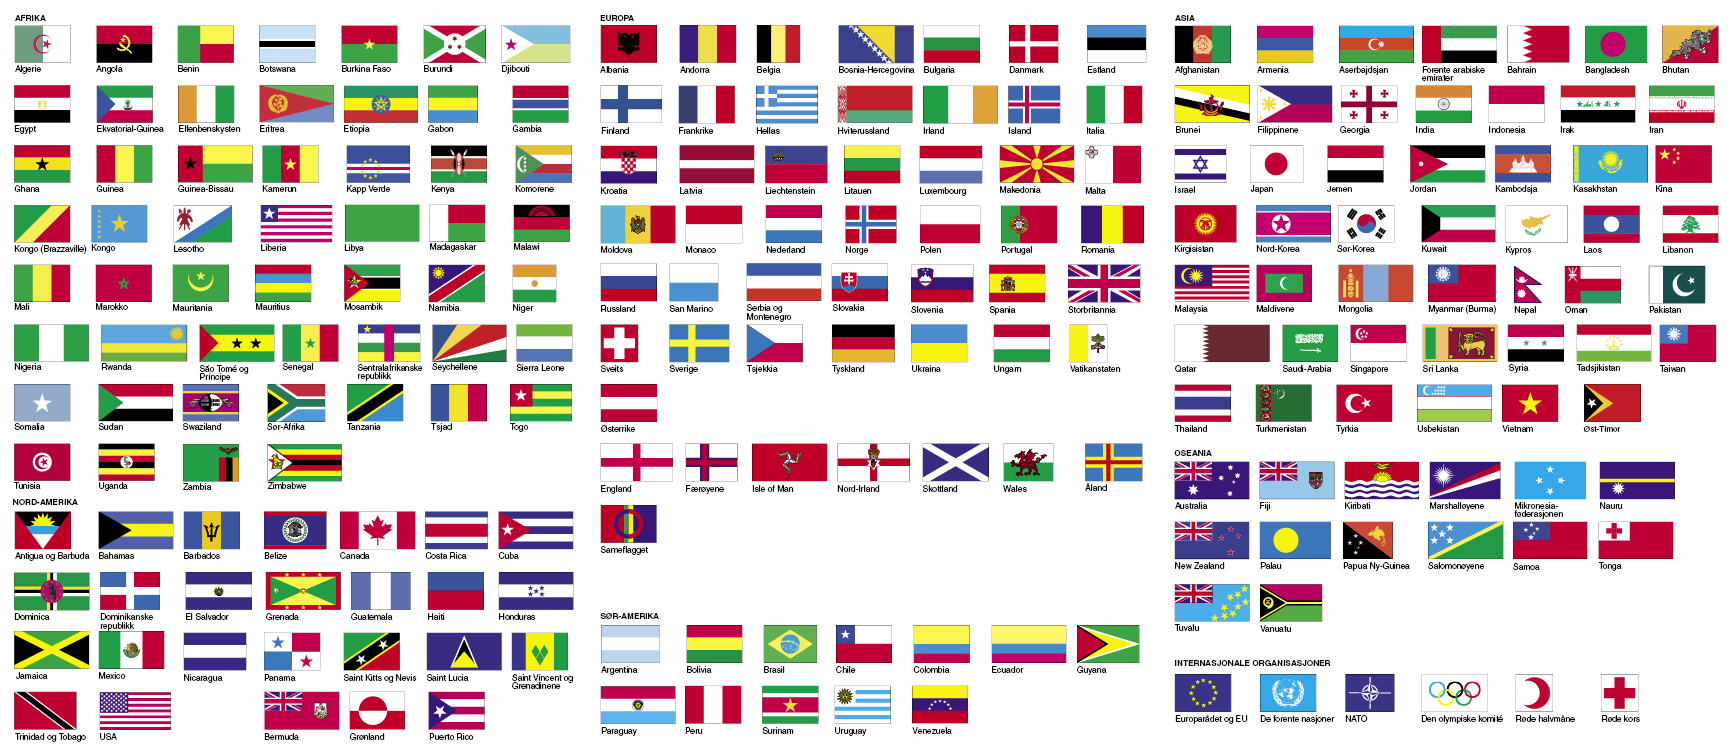 AFRIKA
Algerie
Angola
Benin
Botswana
Burkina Faso
Burundi
Djibouti
Egypt
Ekvatorial-Guinea
Elfenbenskysten
Eritrea
Etiopia
Gabon
Gambia
Ghana
Guinea
Guinea-Bissau
Kamerun
Kapp Verde
Kenya
Komorene
Kongo (Brazzaville)
Kongo
Lesotho
Liberia
Libya
Madagaskar
Malawi
Mali
Marokko
Mauritania
Mauritius
Mosambik
Namibia
Niger
Nigeria
Rwanda
São Tomé og
Principe
Senegal
Sentralafrikanske
republikk
Seychellene
Sierra Leone
Somalia
Sudan
Swaziland
Sør-Afrika
Tanzania
Tsjad
Togo
Tunisia
Uganda
Zambia
Zimbabwe
NORD-AMERIKA
Antigua og Barbuda
Bahamas
Barbados
Belize
Canada
Costa Rica
Cuba
Dominica
Dominikanske
republikk
El Salvador
Grenada
Guatemala
Haiti
Honduras
Jamaica
Mexico
Nicaragua
Panama
Saint Kitts og Nevis
Saint Lucia
Saint Vincent og
Grenadinene
Trinidad og Tobago
USA
Bermuda
Grønland
Puerto Rico
EUROPA
Albania
Andorra
Belgia
Bosnia-Hercegovina
Bulgaria
Danmark
Estland
Finland
Frankrike
Hellas
Hviterussland
Irland
Island
Italia
Kroatia
Latvia
Liechtenstein
Litauen
Luxembourg
Makedonia
Malta
Moldova
Monaco
Nederland
Norge
Polen
Portugal
Romania
Russland
San Marino
Serbia og
Montenegro
Slovakia
Slovenia
Spania
Storbritannia
Sveits
Sverige
Tsjekkia
Tyskland
Ukraina
Ungarn
Vatikanstaten
Østerrike
England
Færøyene
Isle of Man
Nord-Irland
Skottland
Wales
Åland
Sameflagget
SØR-AMERIKA
Argentina
Bolivia
Brasil
Chile
Colombia
Ecuador
Guyana
Paraguay
Peru
Surinam
Uruguay
Venezuela
ASIA
Afghanistan
Armenia
Aserbajdsjan
Forente arabiske
emirater
Bahrain
Bangladesh
Bhutan
Brunei
Filippinene
Georgia
India
Indonesia
Irak
Iran
Israel
Japan
Jemen
Jordan
Kambodsja
Kasakhstan
Kina
Kirgisistan
Nord-Korea
Sør-Korea
Kuwait
Kypros
Laos
Libanon
Malaysia
Maldivene
Mongolia
Myanmar (Burma)
Nepal
Oman
Pakistan
Qatar
Saudi-Arabia
Singapore
Sri Lanka
Syria
Tadsjikistan
Taiwan
Thailand
Turkmenistan
Tyrkia
Usbekistan
Vietnam
Øst-Timor
OSEANIA
Australia
Fiji
Kiribati
Marshalløyene
Mikronesia-
føderasjonen
Nauru
New Zealand
Palau
Papua Ny-Guinea
Salomonøyene
Samoa
Tonga
Tuvalu
Vanuatu
INTERNASJONALE ORGANISASJONER
Europarådet og EU
De forente nasjoner
NATO
Den olympiske komité
Røde halvmåne
Røde kors